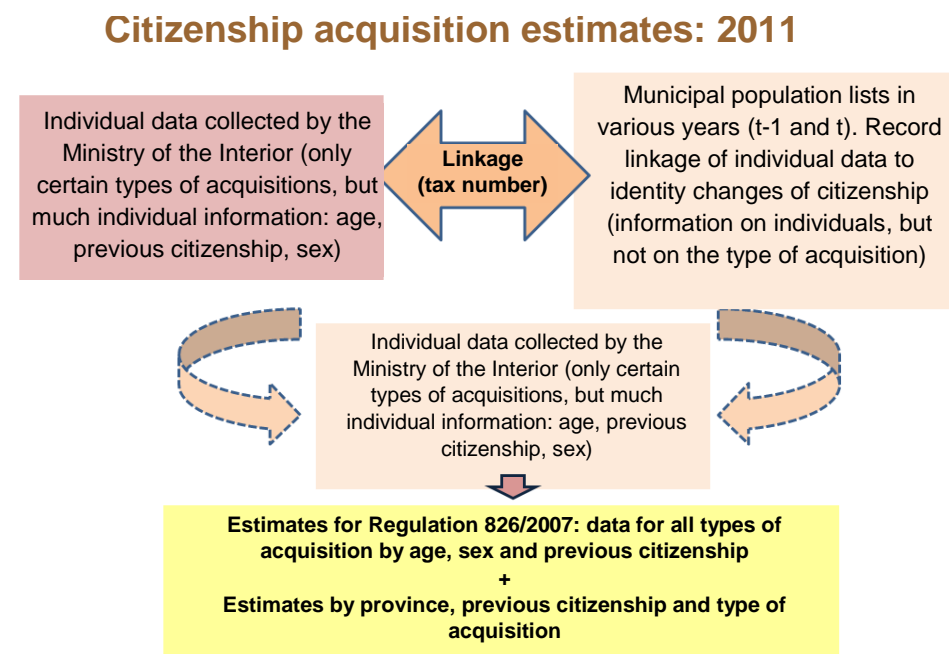 Citizenship acquisition estimates: 2011
Individual data collected by the
Ministry of the Interior (only
certain types of acquisitions, but
much individual information: age,
previous citizenship, sex)
Linkage
(tax number)
Municipal population lists in
various years (t-1 and t). Record
linkage of individual data to
identity changes of citizenship
(information on individuals, but
not on the type of acquisition)
Individual data collected by the
Ministry of the Interior (only certain
types of acquisitions, but much
individual information: age, previous
citizenship, sex)
Estimates for Regulation 826/2007: data for all types of
acquisition by age, sex and previous citizenship
+
Estimates by province, previous citizenship and type of
acquisition